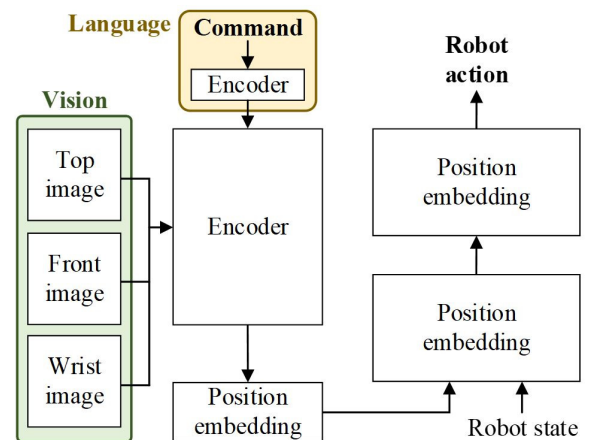 Language
Command
Encoder
Vision
Top
image
Front
image
Wrist
image
Encoder
Position
embedding
Robot
action
Position
embedding
Position
embedding
Robot state